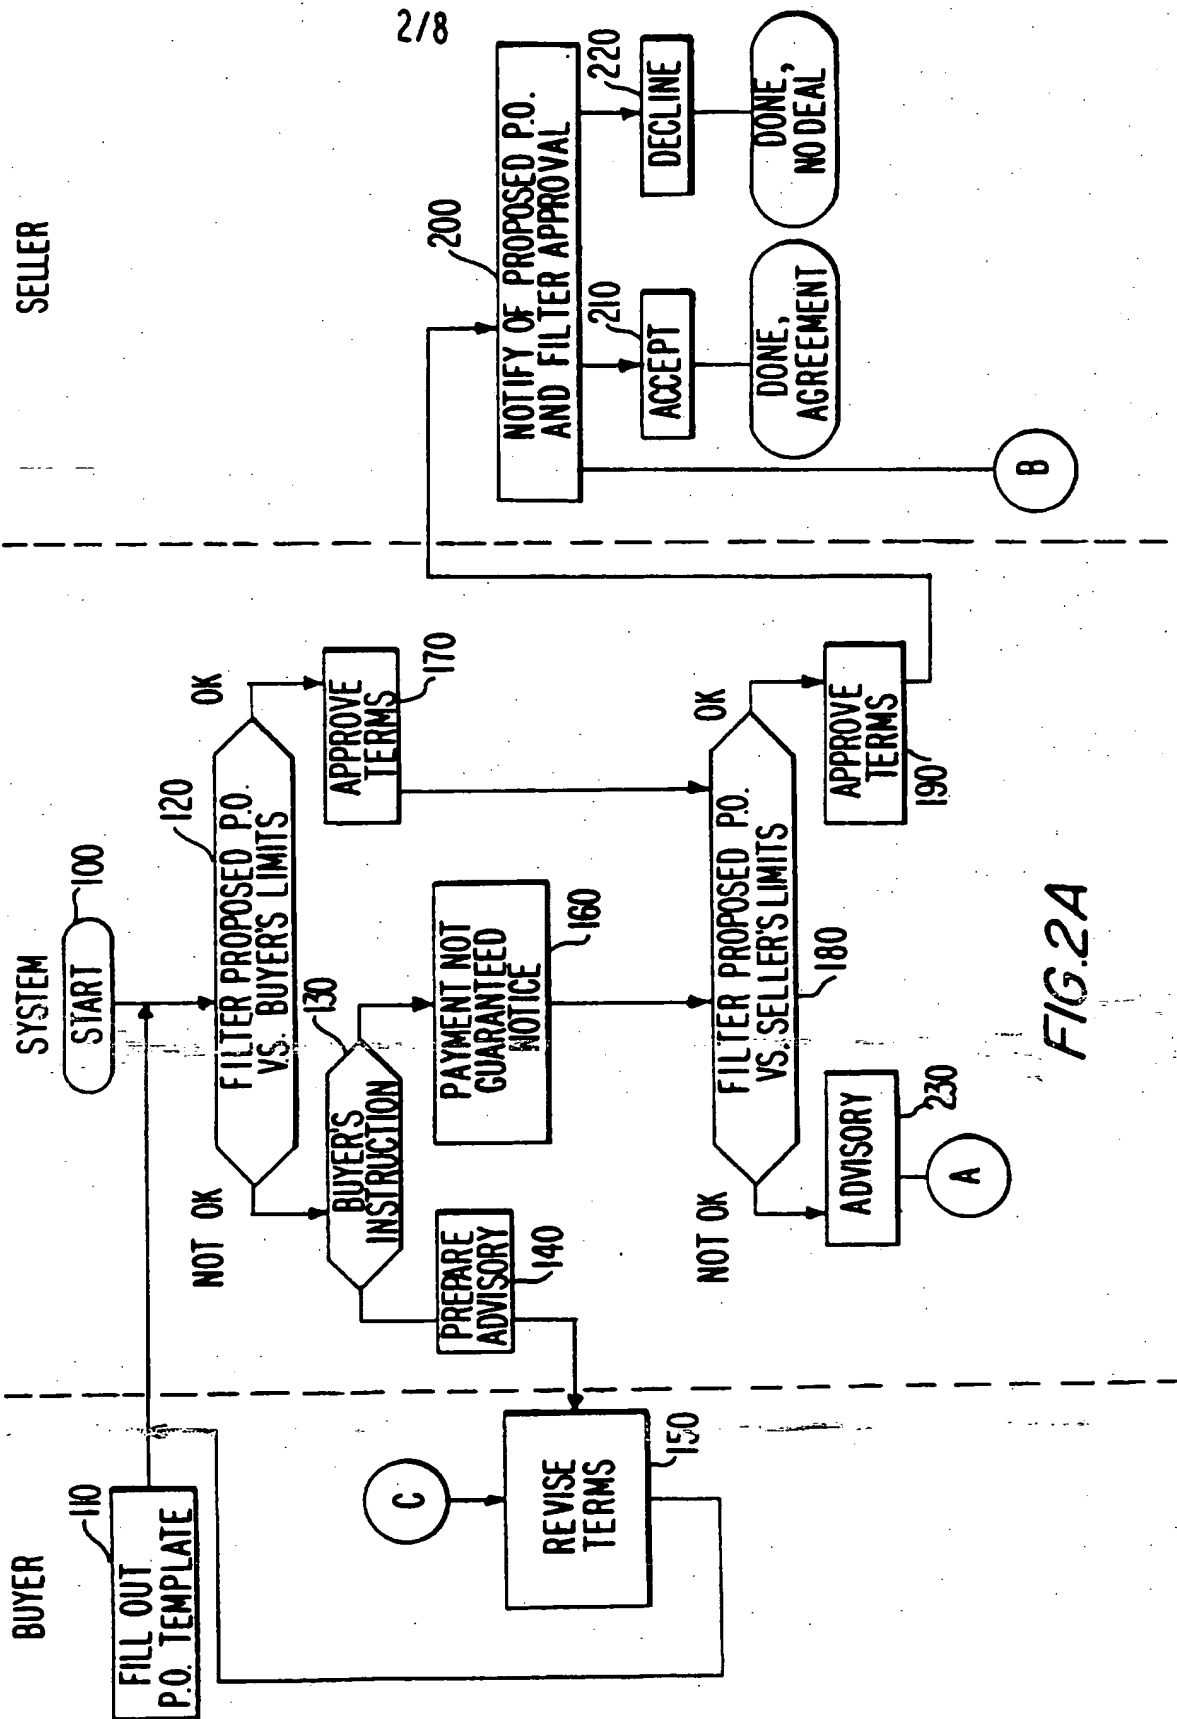 2/8
BUYER
SYSTEM
SELLER
START
100
110
FILL OUT
P.O. TEMPLATE
120
FILTER PROPOSED P.O.
V.S. BUYER'S LIMITS
NOT OK
OK
130
BUYER'S
INSTRUCTION
APPROVE
TERMS
170
PREPARE
ADVISORY
140
PAYMENT NOT
GUARANTEED
NOTICE
160
C
REVISE
TERMS
150
FILTER PROPOSED P.O.
VS. SELLER'S LIMITS
180
NOT OK
OK
ADVISORY
230
A
APPROVE
TERMS
190
200
NOTIFY OF PROPOSED P.O.
AND FILTER APPROVAL
210
ACCEPT
220
DECLINE
DONE,
AGREEMENT
DONE,
NO DEAL
B
FIG.2A